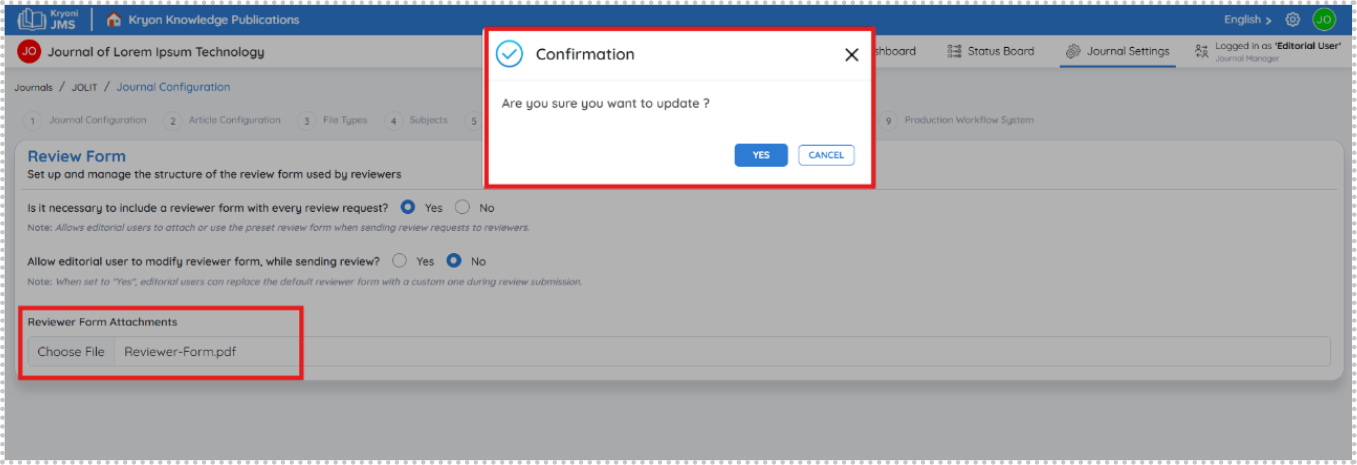 Kryoni
JMS
Kryon Knowledge Publications
English >
JO
JO
Journal of Lorem Ipsum Technology
shboard
Status Board
Journal Settings
Logged in as 'Editorial User'
Journal Manager
Confirmation
Are you sure you want to update ?
YES
CANCEL
Journals / JOLIT / Journal Configuration
1 Journal Configuration
2 Article Configuration
3 File Types
4 Subjects
5
9 Production Workflow System
Review Form
Set up and manage the structure of the review form used by reviewers
Is it necessary to include a reviewer form with every review request? Yes No
Note: Allows editorial users to attach or use the preset review form when sending review requests to reviewers.
Allow editorial user to modify reviewer form, while sending review? Yes No
Note: When set to "Yes", editorial users can replace the default reviewer form with a custom one during review submission.
Reviewer Form Attachments
Choose File Reviewer-Form.pdf